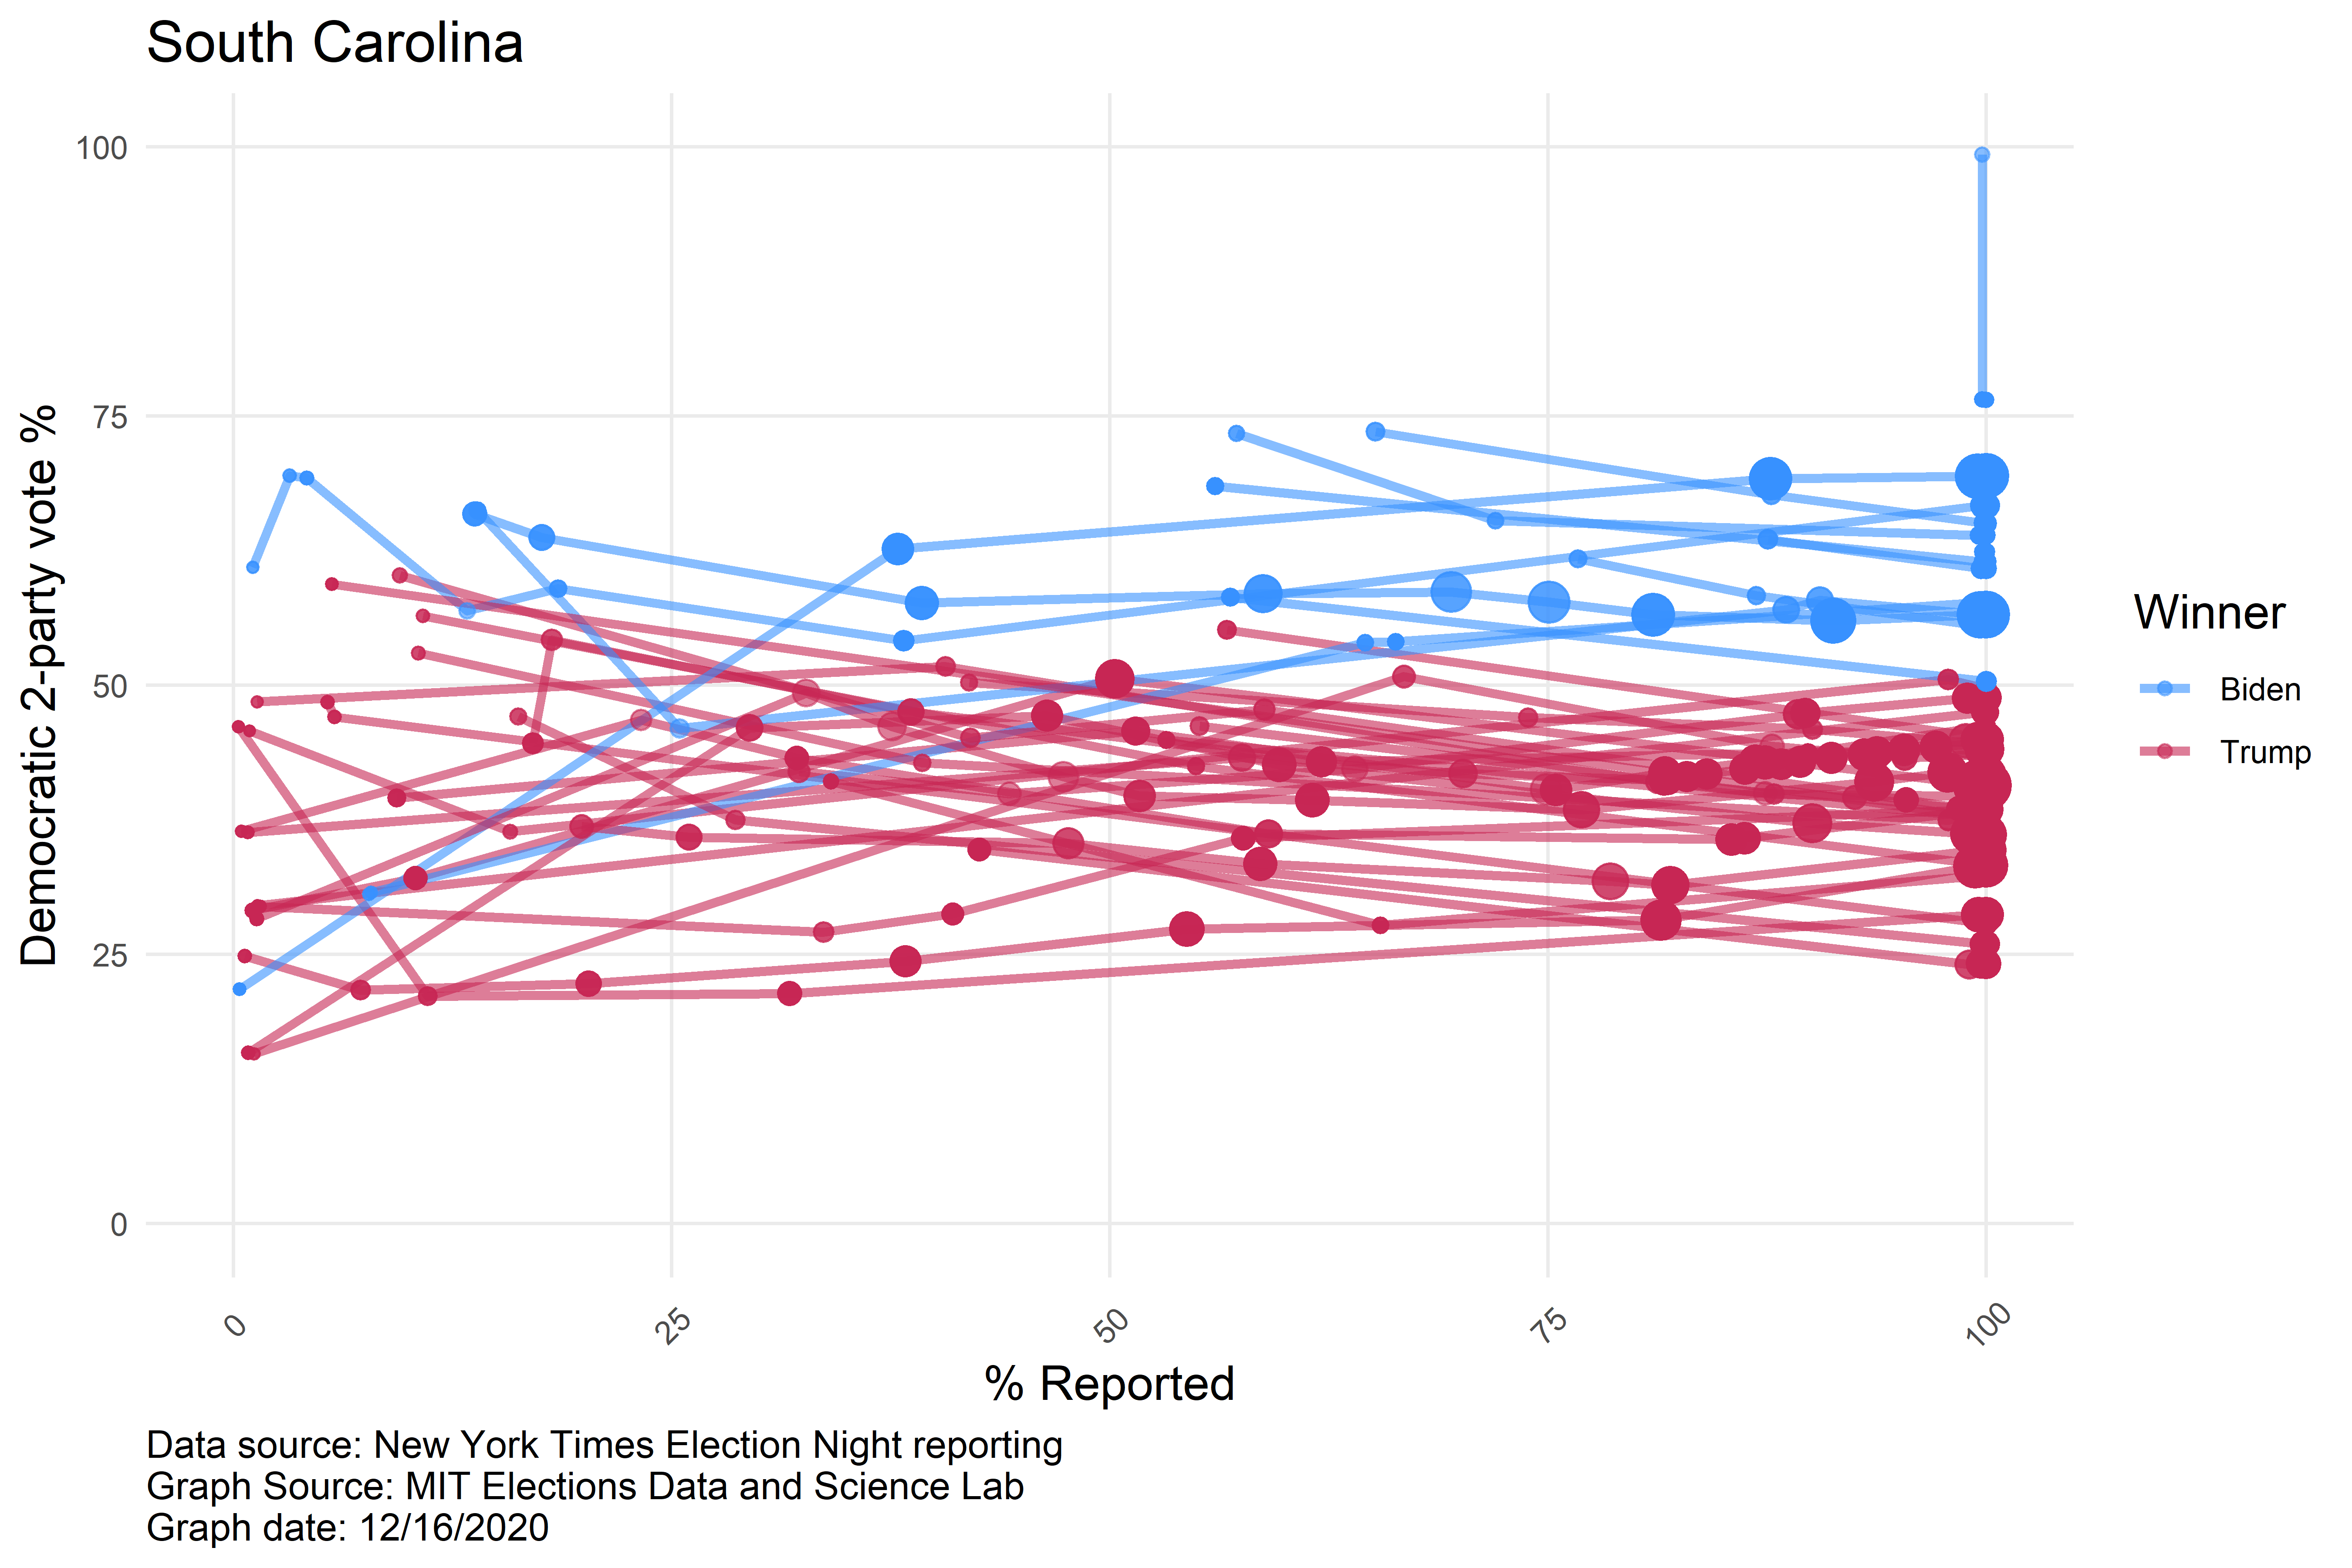 South Carolina
100
75
50
25
0
Democratic 2-party vote %
0
25
50
75
100
% Reported
Winner
Biden
Trump
Data source: New York Times Election Night reporting
Graph Source: MIT Elections Data and Science Lab
Graph date: 12/16/2020